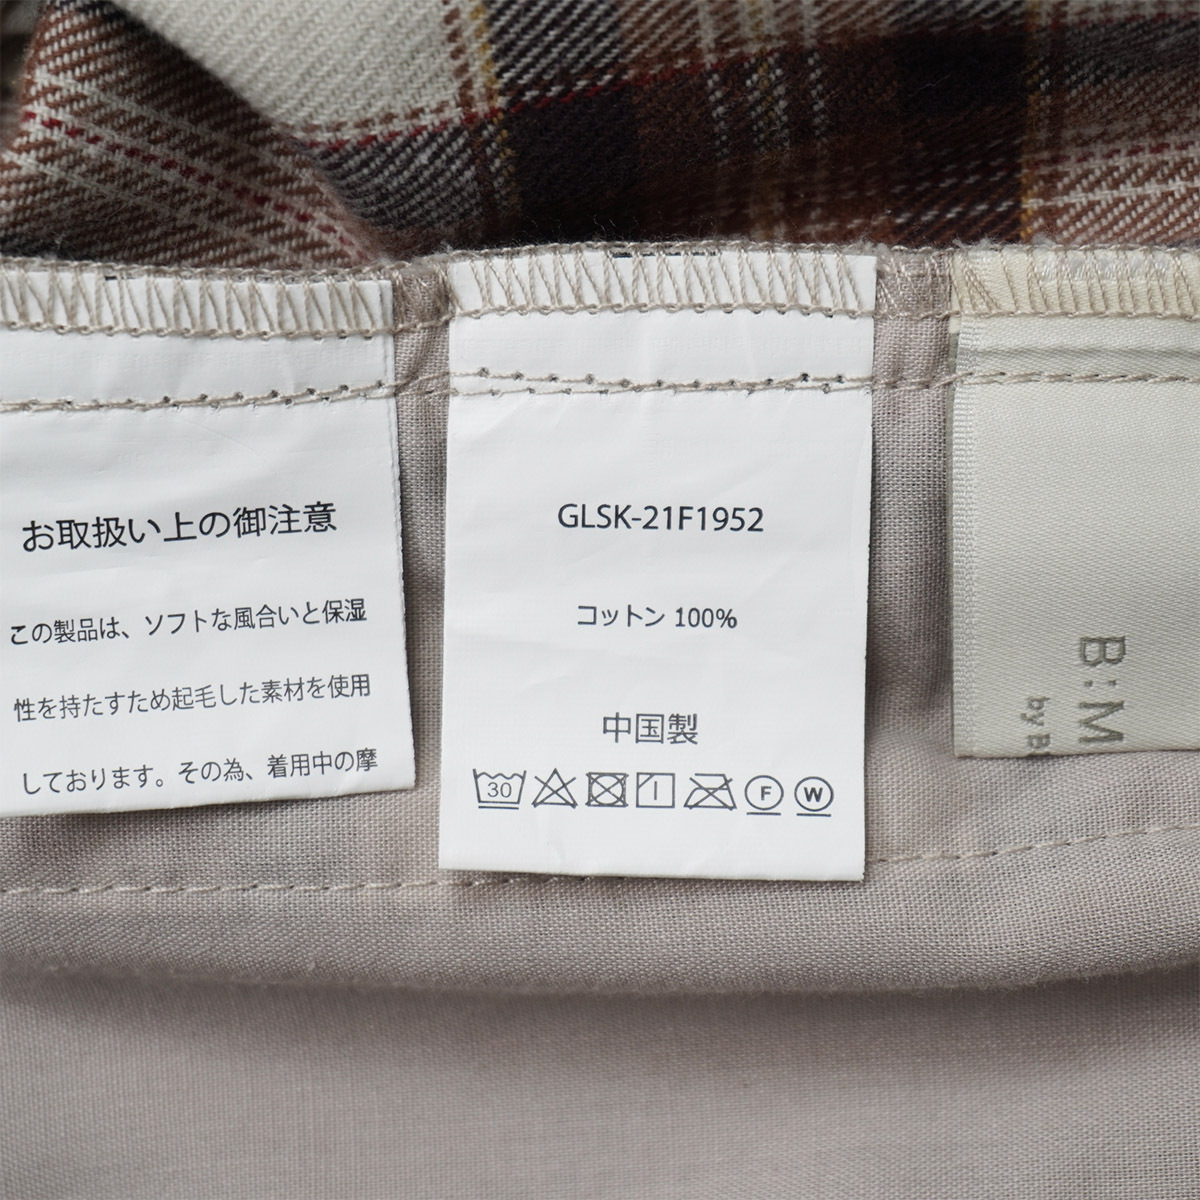 お取扱い上の御注意
この製品は、ソフトな風合いと保湿
性を持たすため起毛した素材を使用
しております。その為、着用中の摩
GLSK-21F1952
コットン 100%
中国製
30
F
W
B:M
by B